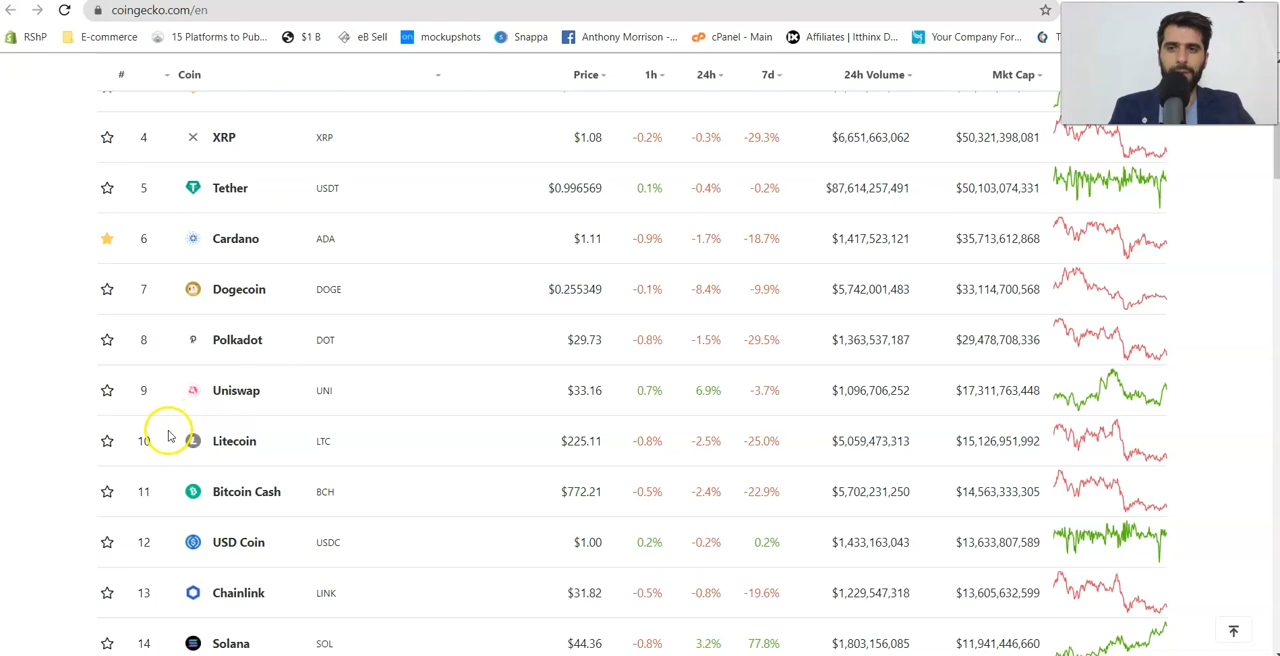 coingecko.com/en
RShP E-commerce 15 Platforms to Pub... $1 B eB Sell mockupshots Snappa Anthony Morrison -... cPanel - Main Affiliates | Itthinx D... Your Company For...
# Coin Price 1h 24h 7d 24h Volume Mkt Cap
4 XRP XRP $1.08 -0.2% -0.3% -29.3% $6,651,663,062 $50,321,398,081
5 Tether USDT $0.996569 0.1% -0.4% -0.2% $87,614,257,491 $50,103,074,331
6 Cardano ADA $1.11 -0.9% -1.7% -18.7% $1,417,523,121 $35,713,612,868
7 Dogecoin DOGE $0.255349 -0.1% -8.4% -9.9% $5,742,001,483 $33,114,700,568
8 Polkadot DOT $29.73 -0.8% -1.5% -29.5% $1,363,537,187 $29,478,708,336
9 Uniswap UNI $33.16 0.7% 6.9% -3.7% $1,096,706,252 $17,311,763,448
10 Litecoin LTC $225.11 -0.8% -2.5% -25.0% $5,059,473,313 $15,126,951,992
11 Bitcoin Cash BCH $772.21 -0.5% -2.4% -22.9% $5,702,231,250 $14,563,333,305
12 USD Coin USDC $1.00 0.2% -0.2% 0.2% $1,433,163,043 $13,633,807,589
13 Chainlink LINK $31.82 -0.5% -0.8% -19.6% $1,229,547,318 $13,605,632,599
14 Solana SOL $44.36 -0.8% 3.2% 77.8% $1,803,156,085 $11,941,446,660